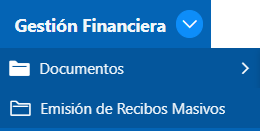 Gestión Financiera
Documentos
Emisión de Recibos Masivos